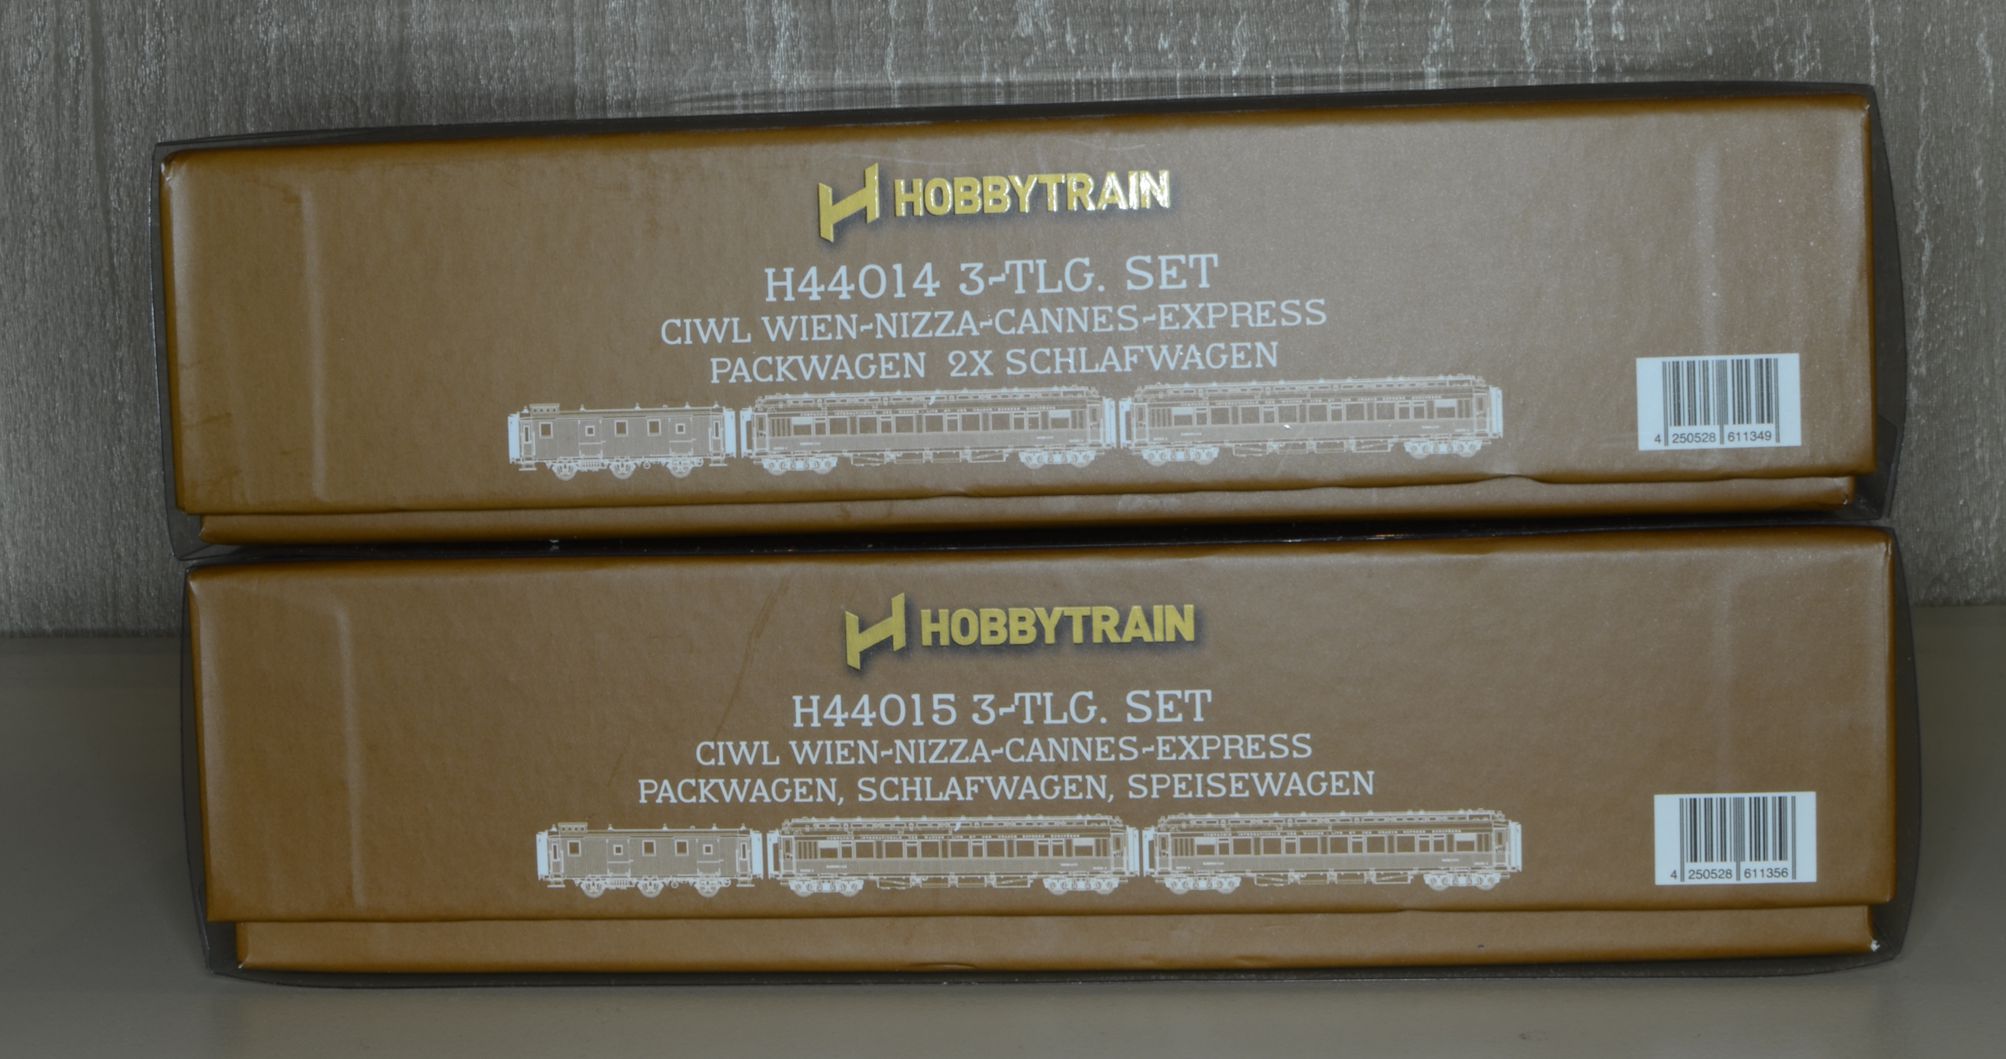 HOBBYTRAIN
H44014 3-TLG. SET
CIWL WIEN-NIZZA-CANNES-EXPRESS
PACKWAGEN 2X SCHLAFWAGEN
4 250528 611349
HOBBYTRAIN
H44015 3-TLG. SET
CIWL WIEN-NIZZA-CANNES-EXPRESS
PACKWAGEN, SCHLAFWAGEN, SPEISEWAGEN
4 250528 611356